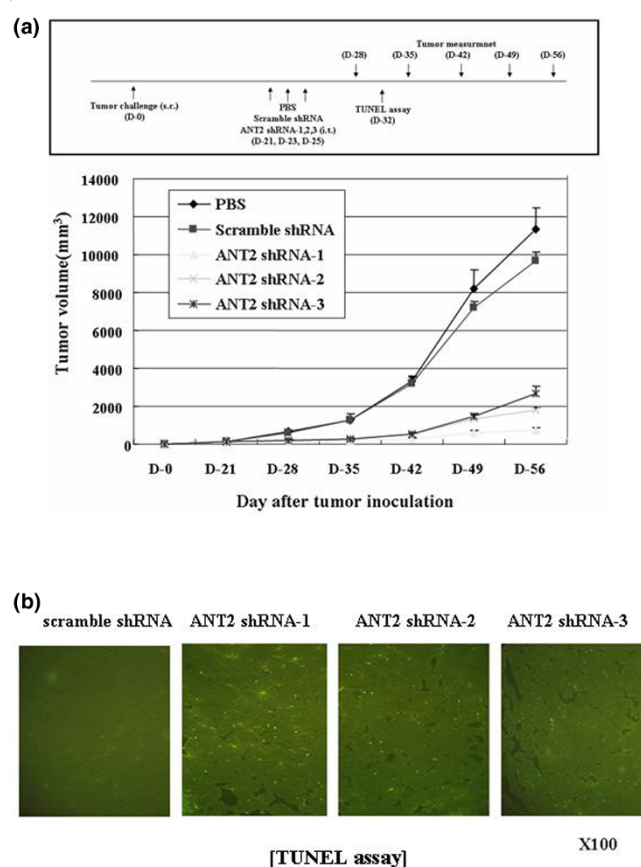 (a)
Tumor measurmnet
(D-28) (D-35) (D-42) (D-49) (D-56)
Tumor challenge (s.c.)
(D-0)
PBS
Scramble shRNA
ANT2 shRNA-1,2,3 (i.t.)
(D-21, D-23, D-25)
TUNEL assay
(D-32)
Tumor volume(mm³)
14000
12000
10000
8000
6000
4000
2000
0
PBS
Scramble shRNA
ANT2 shRNA-1
ANT2 shRNA-2
ANT2 shRNA-3
D-0 D-21 D-28 D-35 D-42 D-49 D-56
Day after tumor inoculation
(b)
scramble shRNA ANT2 shRNA-1 ANT2 shRNA-2 ANT2 shRNA-3
X100
[TUNEL assay]